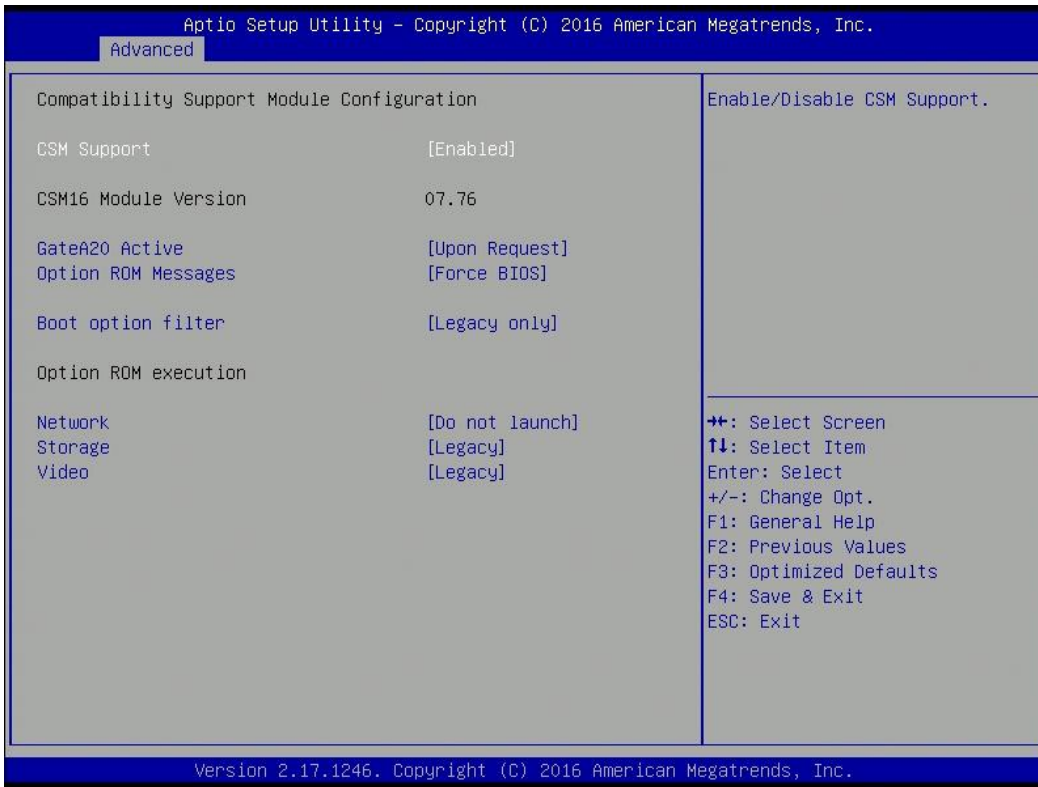 Aptio Setup Utility – Copyright (C) 2016 American Megatrends, Inc.
Advanced
Compatibility Support Module Configuration
CSM Support [Enabled]
CSM16 Module Version 07.76
GateA20 Active [Upon Request]
Option ROM Messages [Force BIOS]
Boot option filter [Legacy only]
Option ROM execution
Network [Do not launch]
Storage [Legacy]
Video [Legacy]
Enable/Disable CSM Support.
→←: Select Screen
↑↓: Select Item
Enter: Select
+/-: Change Opt.
F1: General Help
F2: Previous Values
F3: Optimized Defaults
F4: Save & Exit
ESC: Exit
Version 2.17.1246. Copyright (C) 2016 American Megatrends, Inc.